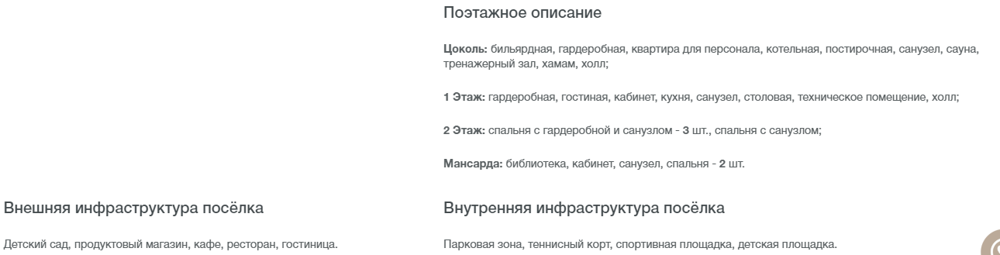 Поэтажное описание
Цоколь: бильярдная, гардеробная, квартира для персонала, котельная, постирочная, санузел, сауна,
тренажерный зал, хамам, холл;
1 Этаж: гардеробная, гостиная, кабинет, кухня, санузел, столовая, техническое помещение, холл;
2 Этаж: спальня с гардеробной и санузлом - 3 шт., спальня с санузлом;
Мансарда: библиотека, кабинет, санузел, спальня - 2 шт.
Внешняя инфраструктура посёлка
Детский сад, продуктовый магазин, кафе, ресторан, гостиница.
Внутренняя инфраструктура посёлка
Парковая зона, теннисный корт, спортивная площадка, детская площадка.